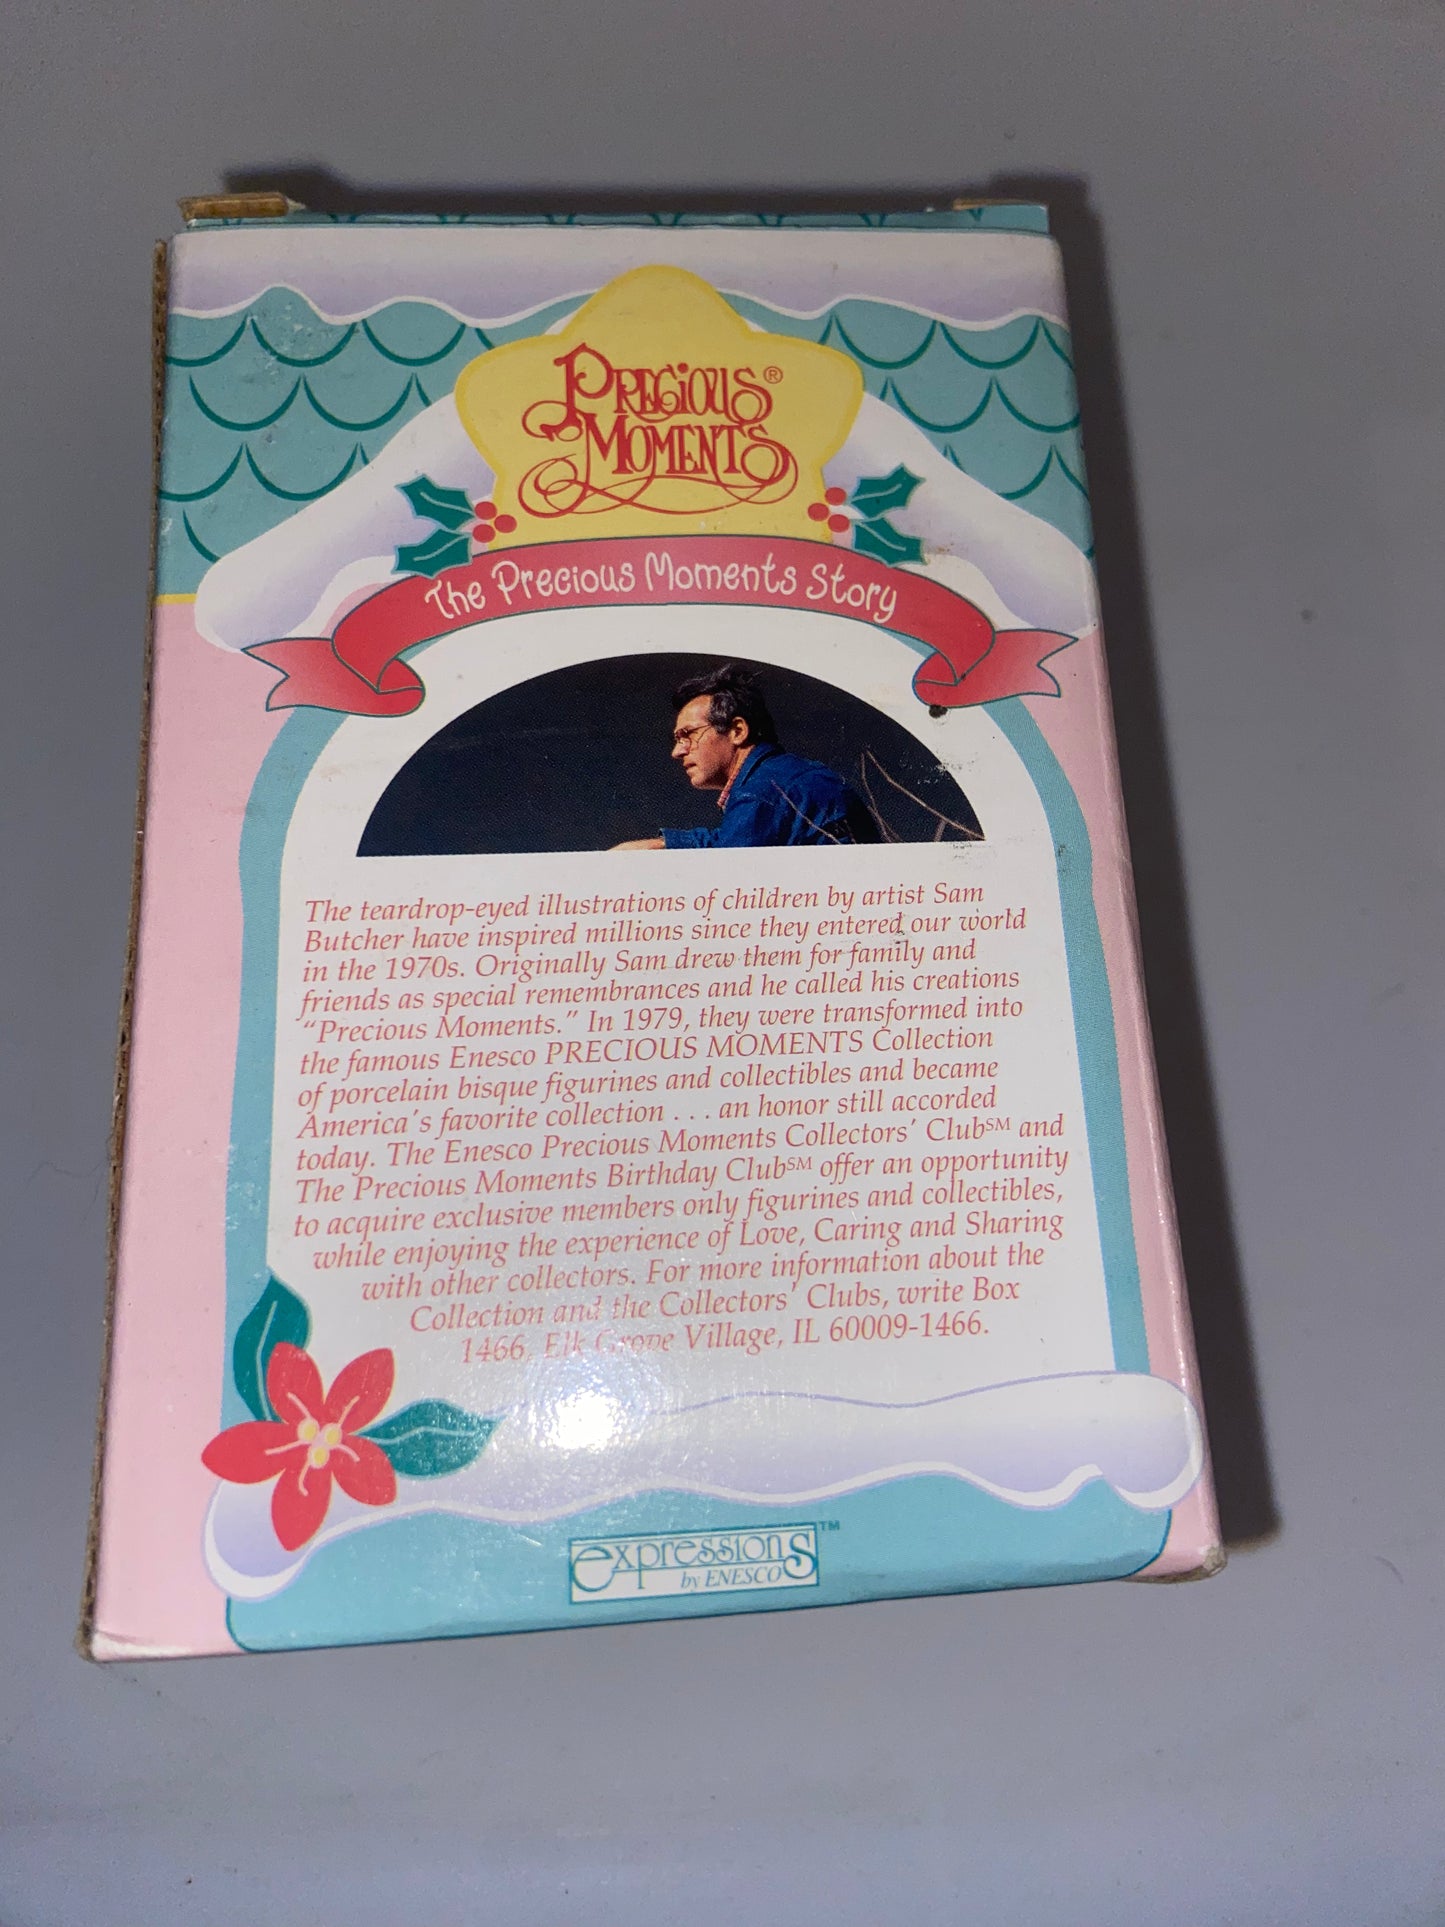 PRECIOUS®
MOMENTS
The Precious Moments Story
The teardrop-eyed illustrations of children by artist Sam
Butcher have inspired millions since they entered our world
in the 1970s. Originally Sam drew them for family and
friends as special remembrances and he called his creations
“Precious Moments.” In 1979, they were transformed into
the famous Enesco PRECIOUS MOMENTS Collection
of porcelain bisque figurines and collectibles and became
America's favorite collection . . . an honor still accorded
today. The Enesco Precious Moments Collectors' Club℠ and
The Precious Moments Birthday Club℠ offer an opportunity
to acquire exclusive members only figurines and collectibles,
while enjoying the experience of Love, Caring and Sharing
with other collectors. For more information about the
Collection and the Collectors' Clubs, write Box
1466, Elk Grove Village, IL 60009-1466.
expressions™
by ENESCO